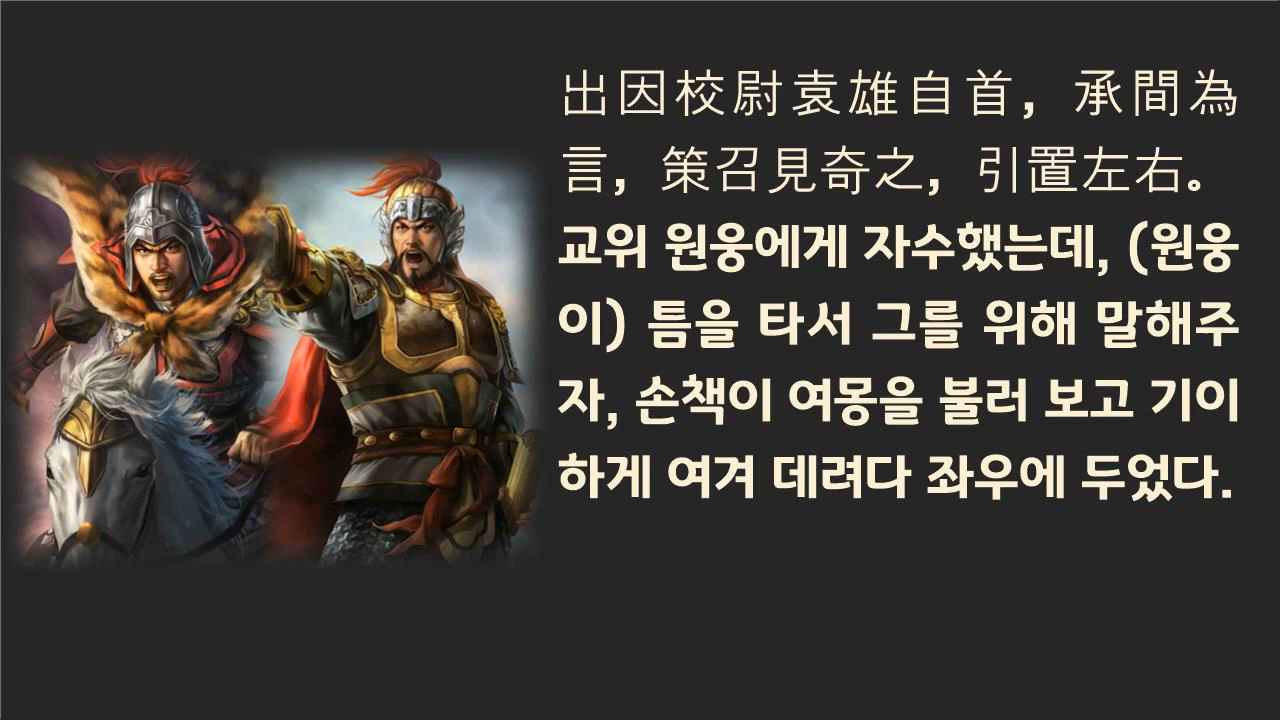 出因校尉袁雄自首，承間為
言，策召見奇之，引置左右。
교위 원웅에게 자수했는데, (원웅
이) 틈을 타서 그를 위해 말해주
자, 손책이 여몽을 불러 보고 기이
하게 여겨 데려다 좌우에 두었다.